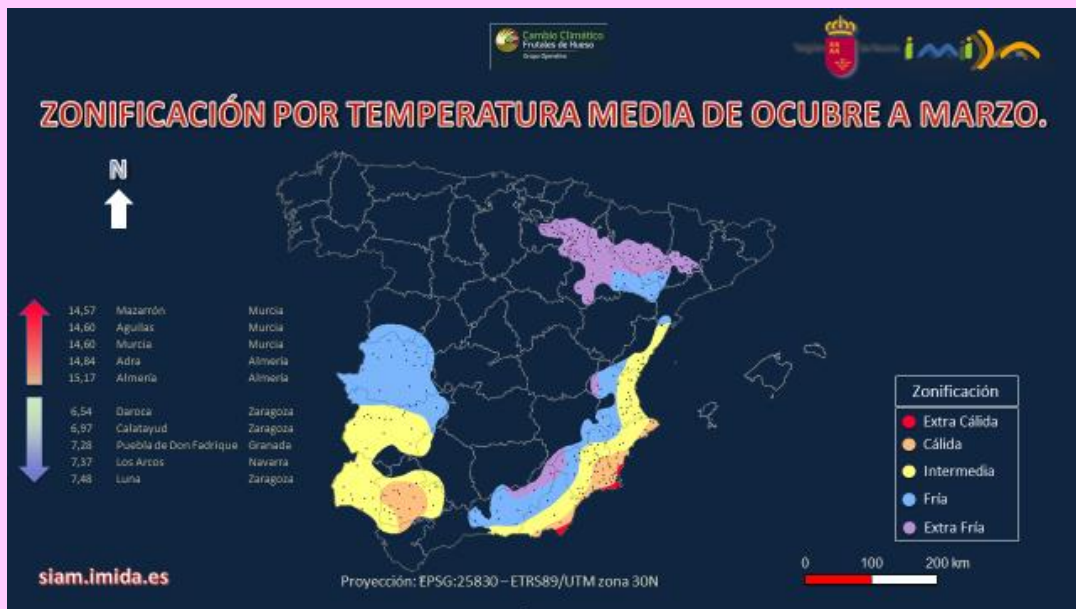 Cambio Climático
Frutales de Hueso
Grupo Operativo
imida
ZONIFICACIÓN POR TEMPERATURA MEDIA DE OCUBRE A MARZO.
N
14,57 Mazarrón Murcia
14,60 Aguilas Murcia
14,60 Murcia Murcia
14,84 Adra Almería
15,17 Almería Almería
6,54 Daroca Zaragoza
6,97 Calatayud Zaragoza
7,28 Puebla de Don Fadrique Granada
7,37 Los Arcos Navarra
7,48 Luna Zaragoza
Zonificación
Extra Cálida
Cálida
Intermedia
Fría
Extra Fría
0 100 200 km
siam.imida.es
Proyección: EPSG:25830 – ETRS89/UTM zona 30N